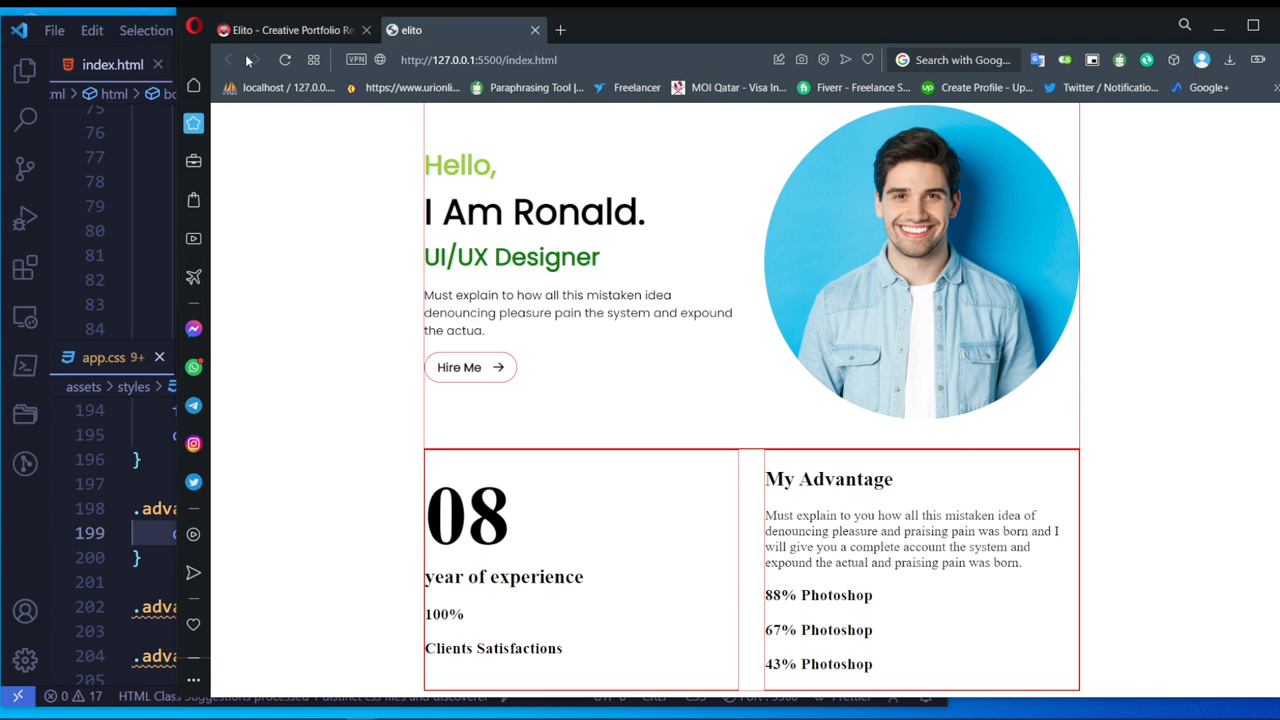 File Edit Selection
Elito - Creative Portfolio Re
elito
index.html
VPN
http://127.0.0.1:5500/index.html
Search with Goog...
html
localhost / 127.0.0....
https://www.urionli...
Paraphrasing Tool |...
Freelancer
MOI Qatar - Visa In...
Fiverr - Freelance S...
Create Profile - Up...
Twitter / Notificatio...
Google+
75
76
77
78
79
80
81
82
83
84
Hello,
I Am Ronald.
UI/UX Designer
Must explain to how all this mistaken idea
denouncing pleasure pain the system and expound
the actua.
Hire Me
app.css 9+
assets > styles >
194
195
196 }
197
198 .adva
199
200 }
201
202 .adva
203
204 .adva
205
08
year of experience
100%
Clients Satisfactions
My Advantage
Must explain to you how all this mistaken idea of
denouncing pleasure and praising pain was born and I
will give you a complete account the system and
expound the actual and praising pain was born.
88% Photoshop
67% Photoshop
43% Photoshop
0 17